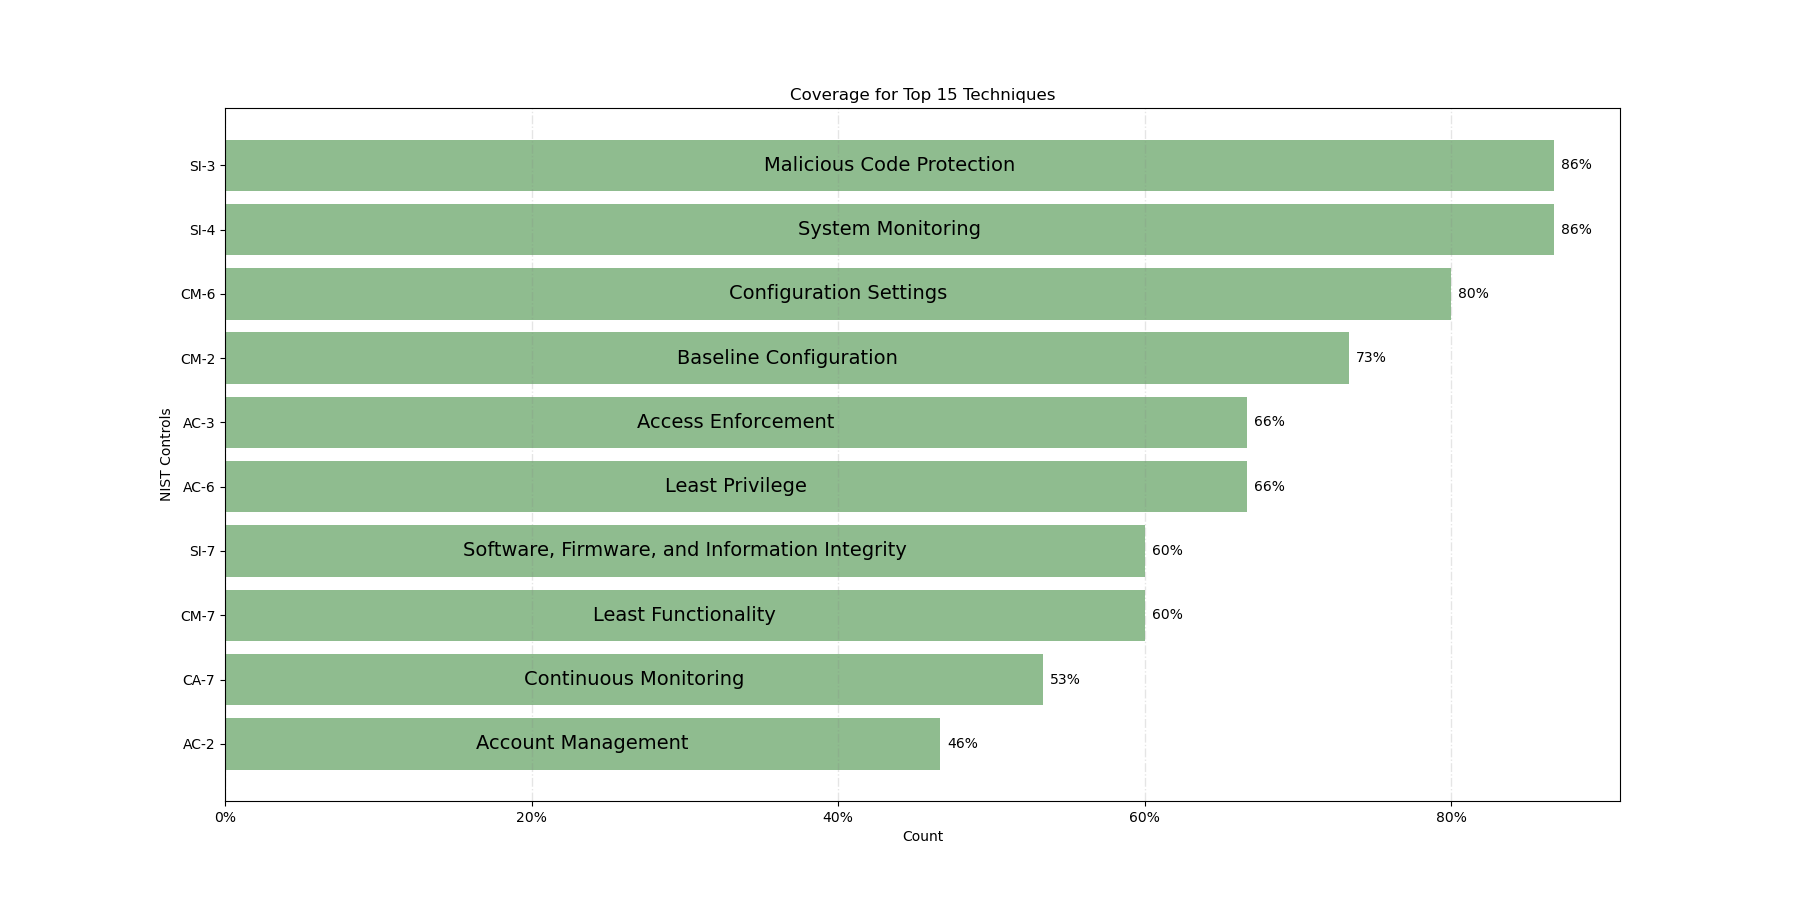 Coverage for Top 15 Techniques
NIST Controls
SI-3 Malicious Code Protection 86%
SI-4 System Monitoring 86%
CM-6 Configuration Settings 80%
CM-2 Baseline Configuration 73%
AC-3 Access Enforcement 66%
AC-6 Least Privilege 66%
SI-7 Software, Firmware, and Information Integrity 60%
CM-7 Least Functionality 60%
CA-7 Continuous Monitoring 53%
AC-2 Account Management 46%
0% 20% 40% 60% 80%
Count